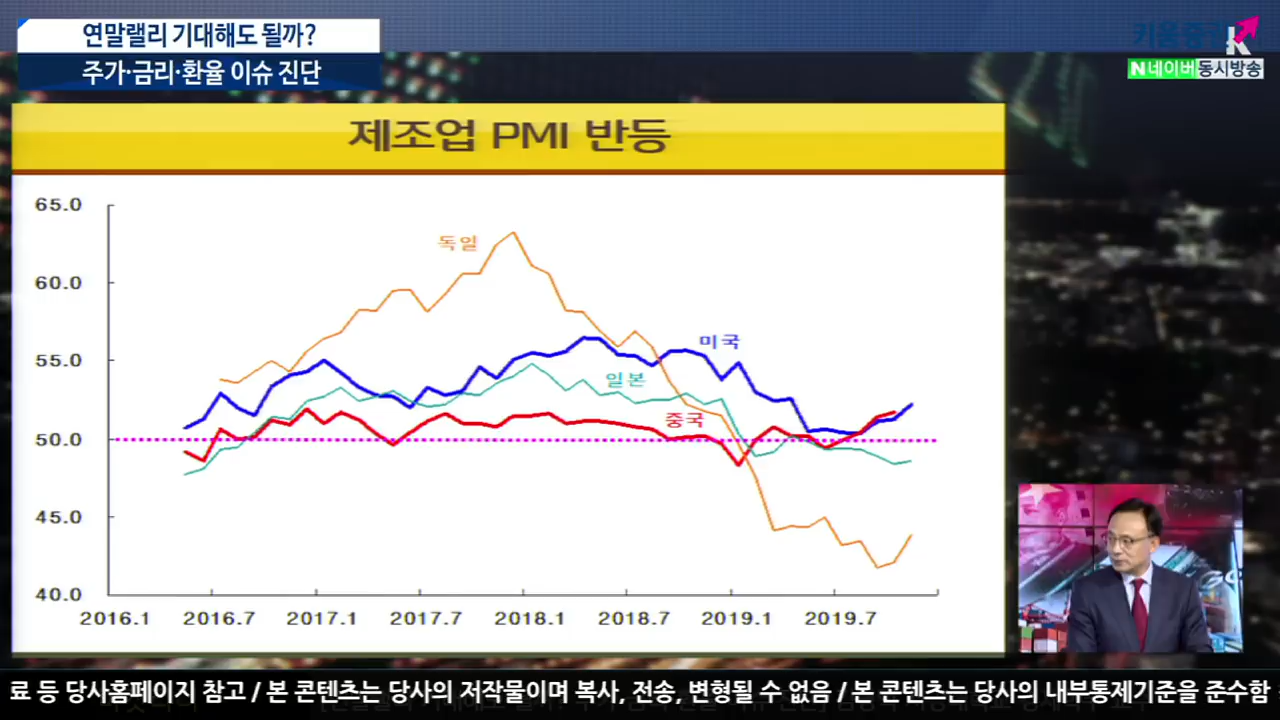 연말랠리 기대해도 될까?
주가·금리·환율 이슈 진단
키움증권
N 네이버 동시방송
제조업 PMI 반등
65.0
60.0
55.0
50.0
45.0
40.0
독일
미국
일본
중국
2016.1 2016.7 2017.1 2017.7 2018.1 2018.7 2019.1 2019.7
료 등 당사홈페이지 참고 / 본 콘텐츠는 당사의 저작물이며 복사, 전송, 변형될 수 없음 / 본 콘텐츠는 당사의 내부통제기준을 준수함